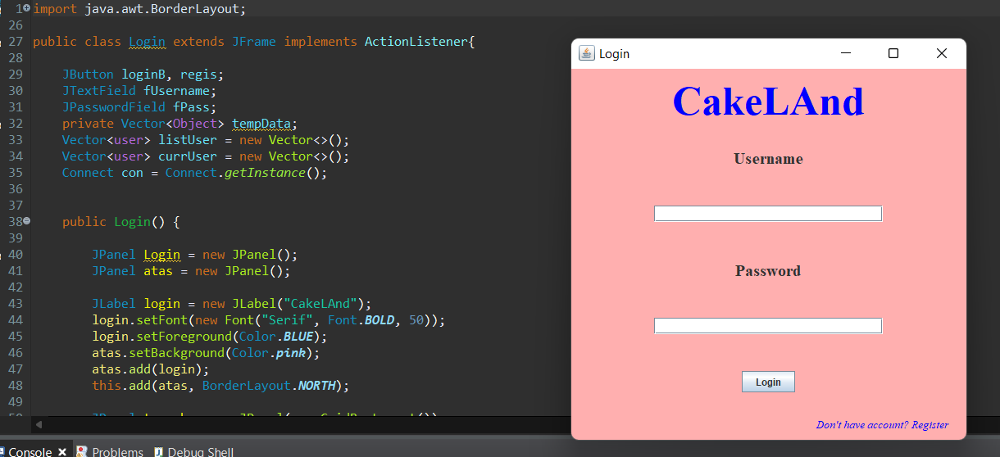 1 import java.awt.BorderLayout;
26
27 public class Login extends JFrame implements ActionListener{
28
29 JButton loginB, regis;
30 JTextField fUsername;
31 JPasswordField fPass;
32 private Vector<Object> tempData;
33 Vector<user> listUser = new Vector<>();
34 Vector<user> currUser = new Vector<>();
35 Connect con = Connect.getInstance();
36
37
38 public Login() {
39
40 JPanel Login = new JPanel();
41 JPanel atas = new JPanel();
42
43 JLabel login = new JLabel("CakeLAnd");
44 login.setFont(new Font("Serif", Font.BOLD, 50));
45 login.setForeground(Color.BLUE);
46 atas.setBackground(Color.pink);
47 atas.add(login);
48 this.add(atas, BorderLayout.NORTH);
49
Login
CakeLAnd
Username
Password
Login
Don't have account? Register
Console Problems Debug Shell